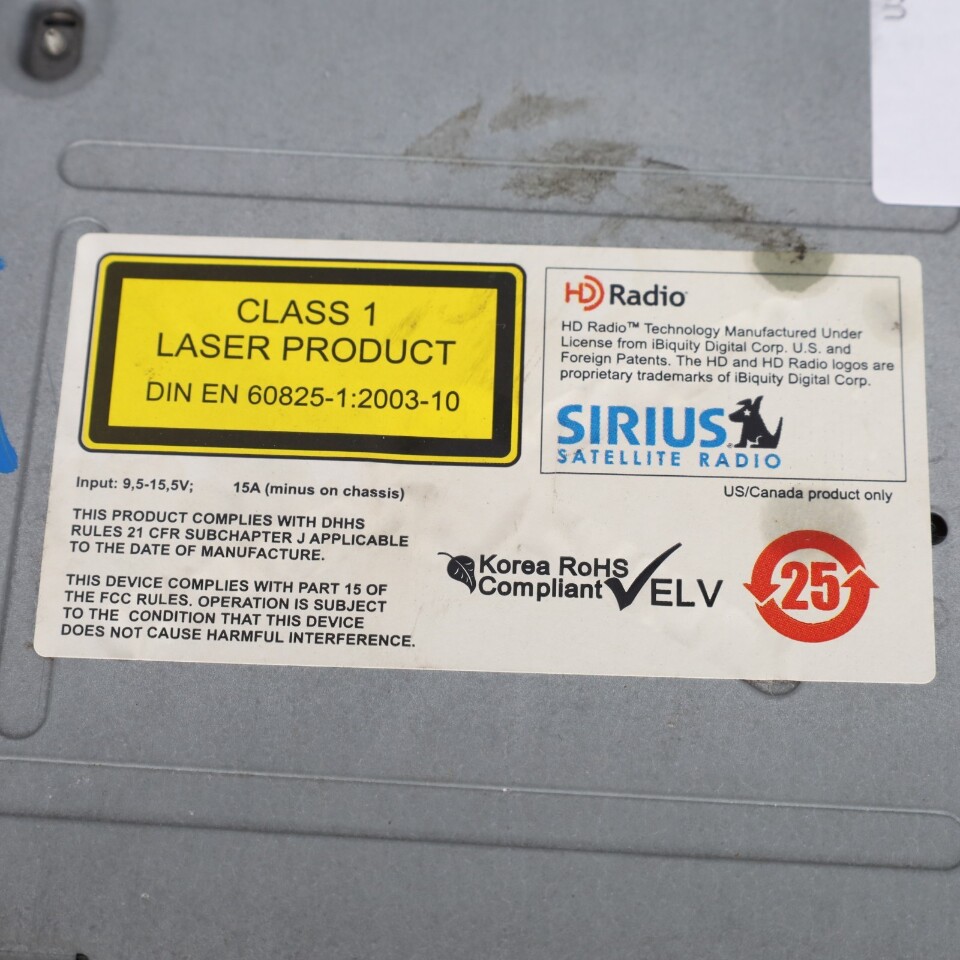 CLASS 1
LASER PRODUCT
DIN EN 60825-1:2003-10
HD Radio
HD Radio™ Technology Manufactured Under
License from iBiquity Digital Corp. U.S. and
Foreign Patents. The HD and HD Radio logos are
proprietary trademarks of iBiquity Digital Corp.
SIRIUS
SATELLITE RADIO
US/Canada product only
Input: 9,5-15,5V; 15A (minus on chassis)
THIS PRODUCT COMPLIES WITH DHHS
RULES 21 CFR SUBCHAPTER J APPLICABLE
TO THE DATE OF MANUFACTURE.
THIS DEVICE COMPLIES WITH PART 15 OF
THE FCC RULES. OPERATION IS SUBJECT
TO THE CONDITION THAT THIS DEVICE
DOES NOT CAUSE HARMFUL INTERFERENCE.
Korea RoHS
Compliant
ELV
25